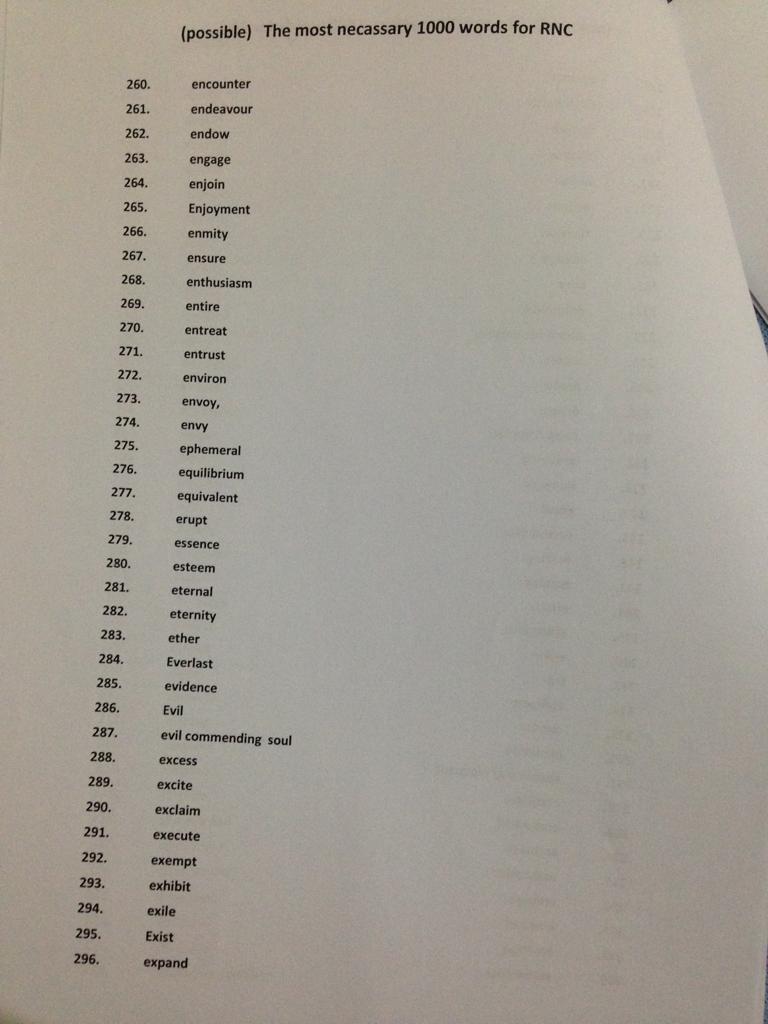 (possible) The most necassary 1000 words for RNC
260. encounter
261. endeavour
262. endow
263. engage
264. enjoin
265. Enjoyment
266. enmity
267. ensure
268. enthusiasm
269. entire
270. entreat
271. entrust
272. environ
273. envoy,
274. envy
275. ephemeral
276. equilibrium
277. equivalent
278. erupt
279. essence
280. esteem
281. eternal
282. eternity
283. ether
284. Everlast
285. evidence
286. Evil
287. evil commending soul
288. excess
289. excite
290. exclaim
291. execute
292. exempt
293. exhibit
294. exile
295. Exist
296. expand